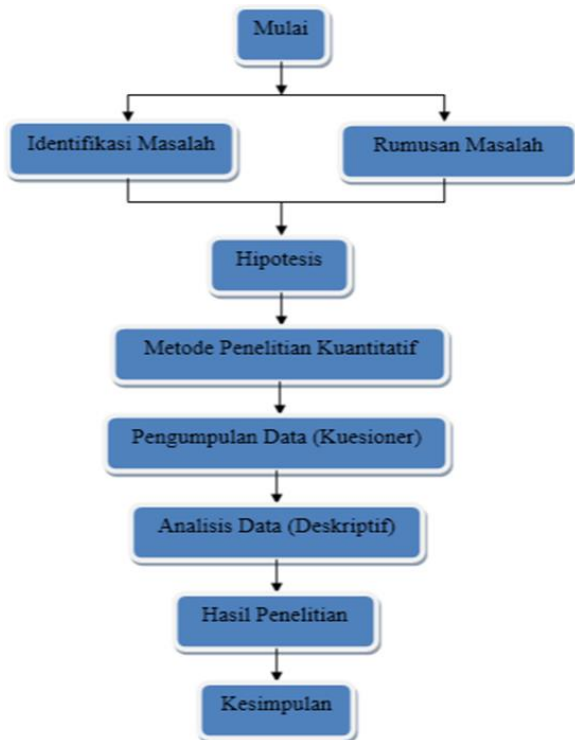 Mulai
Identifikasi Masalah
Rumusan Masalah
Hipotesis
Metode Penelitian Kuantitatif
Pengumpulan Data (Kuesioner)
Analisis Data (Deskriptif)
Hasil Penelitian
Kesimpulan